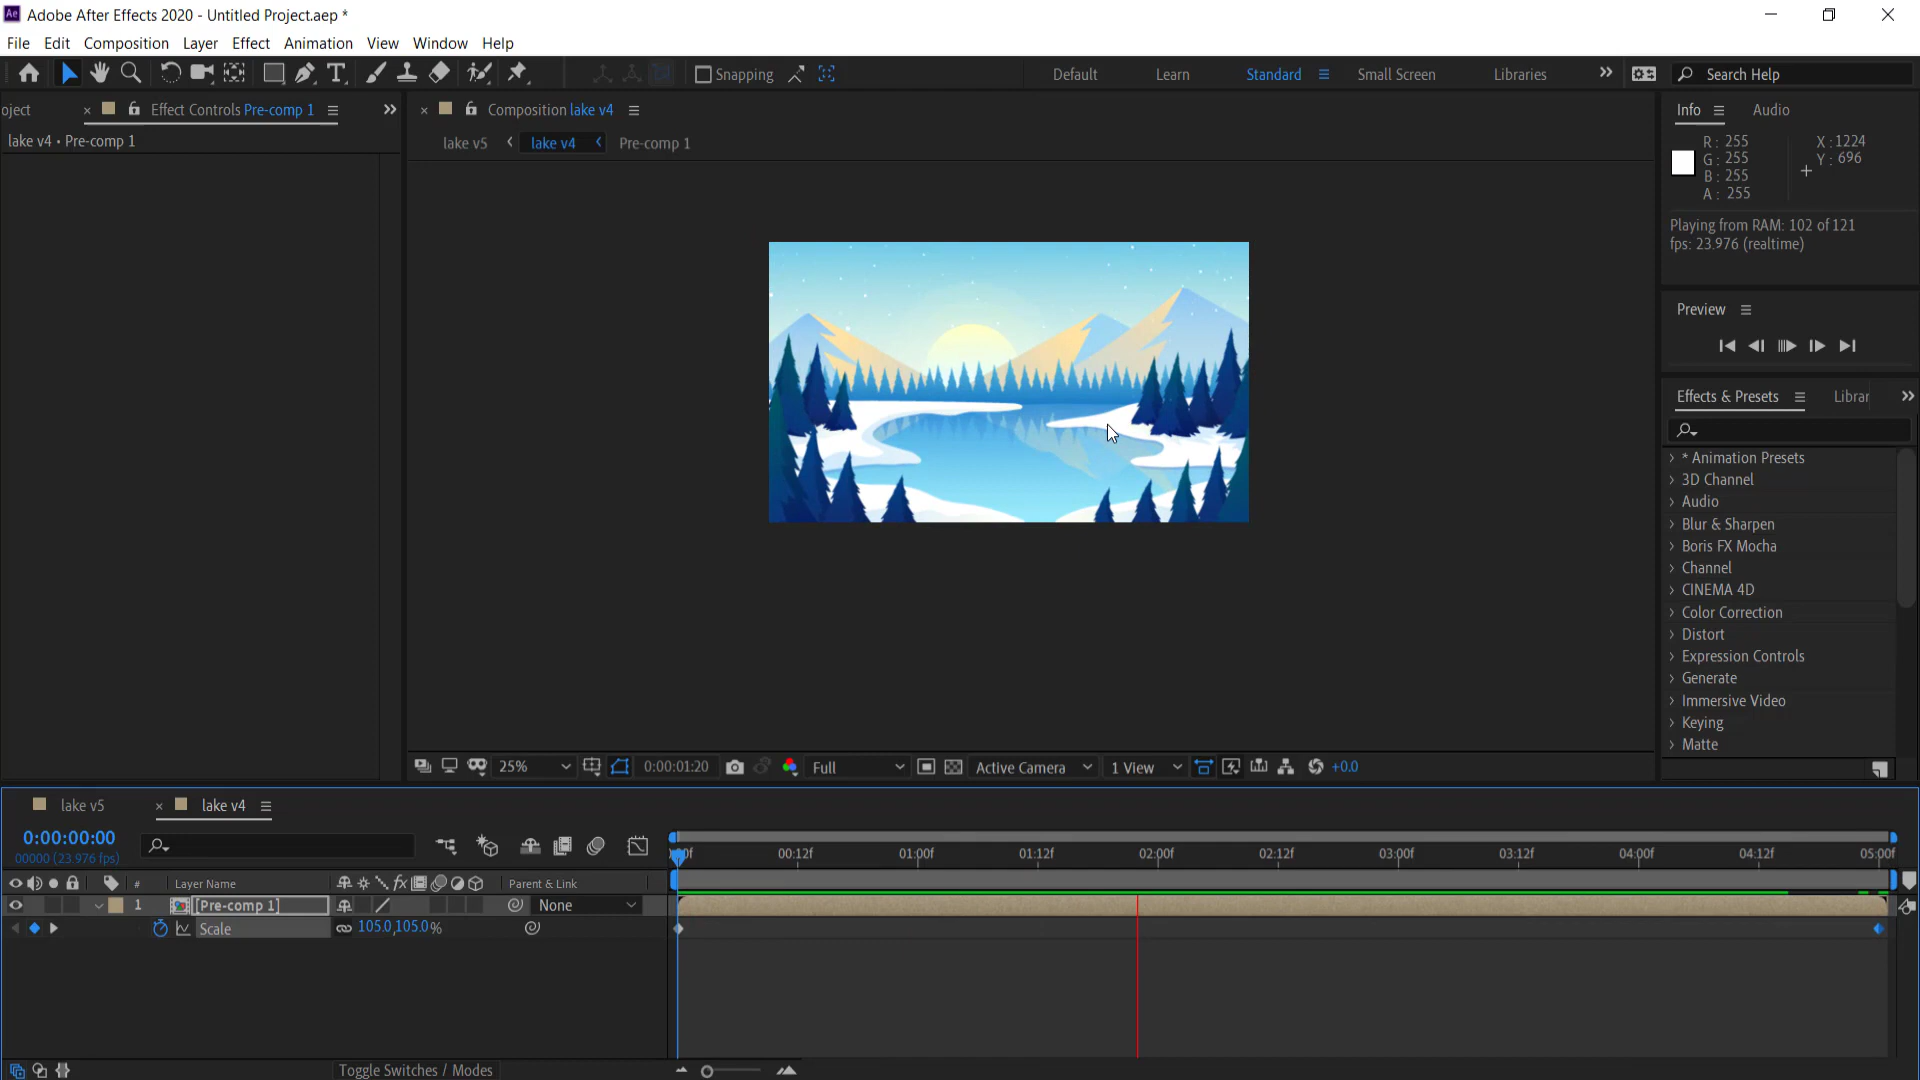 Ae Adobe After Effects 2020 - Untitled Project.aep *
File Edit Composition Layer Effect Animation View Window Help
Snapping Default Learn Standard Small Screen Libraries Search Help
oject Effect Controls Pre-comp 1
lake v4 • Pre-comp 1
Composition lake v4
lake v5 lake v4 Pre-comp 1
Info Audio
R: 255
G: 255
B: 255
A: 255
X: 1224
Y: 696
Playing from RAM: 102 of 121
fps: 23.976 (realtime)
Preview
Effects & Presets Librar
* Animation Presets
3D Channel
Audio
Blur & Sharpen
Boris FX Mocha
Channel
CINEMA 4D
Color Correction
Distort
Expression Controls
Generate
Immersive Video
Keying
Matte
25% 0:00:01:20 Full Active Camera 1 View +0.0
lake v5 lake v4
0:00:00:00
00000 (23.976 fps)
00:12f 01:00f 01:12f 02:00f 02:12f 03:00f 03:12f 04:00f 04:12f 05:00f
# Layer Name fx Parent & Link
1 [Pre-comp 1] None
Scale 105.0,105.0%
Toggle Switches / Modes